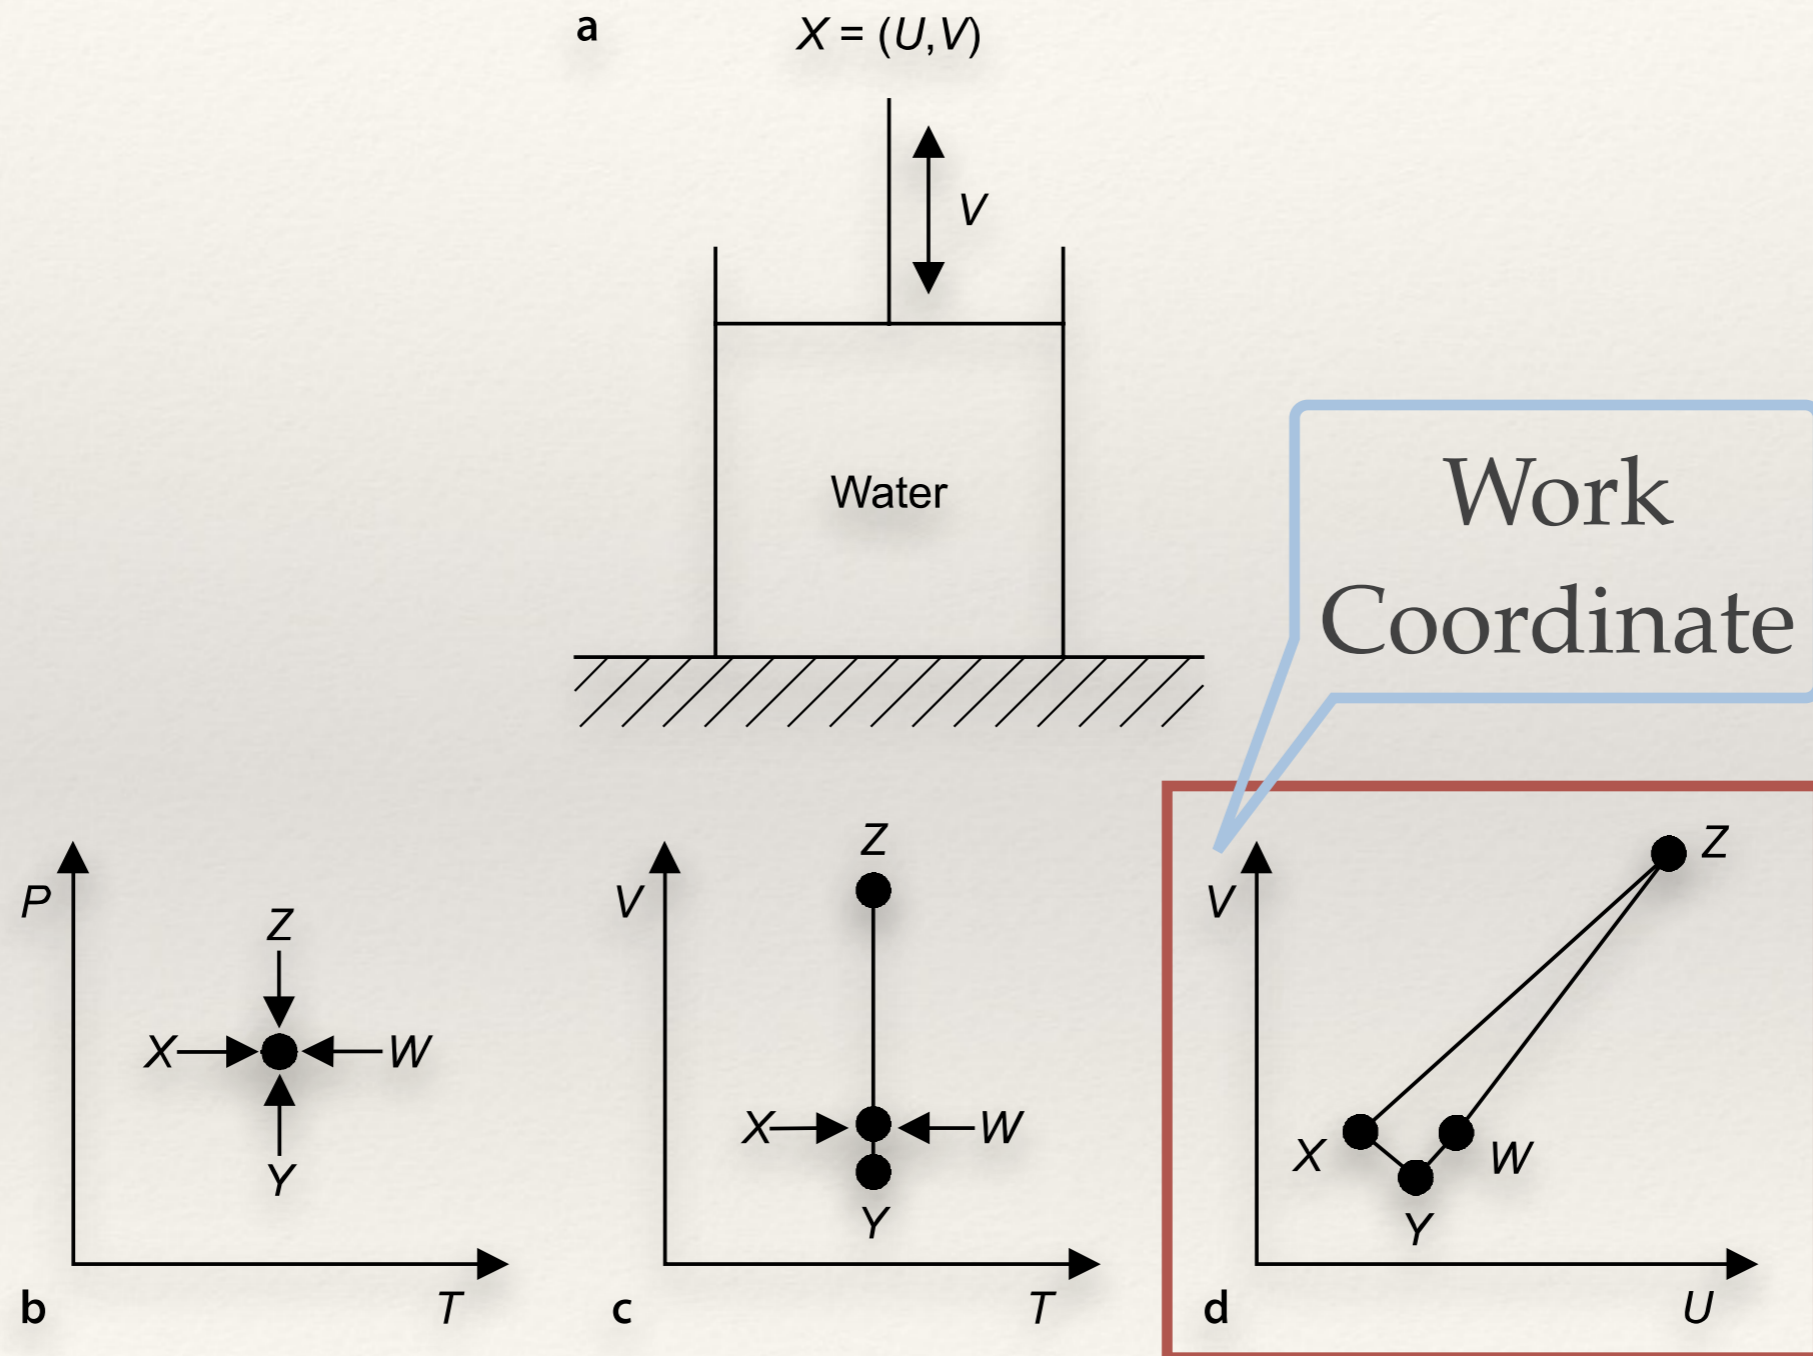 a
X = (U,V)
V
Water
Work
Coordinate
P
Z
X
W
Y
T
b
V
Z
X
W
Y
T
c
V
Z
X
W
Y
U
d